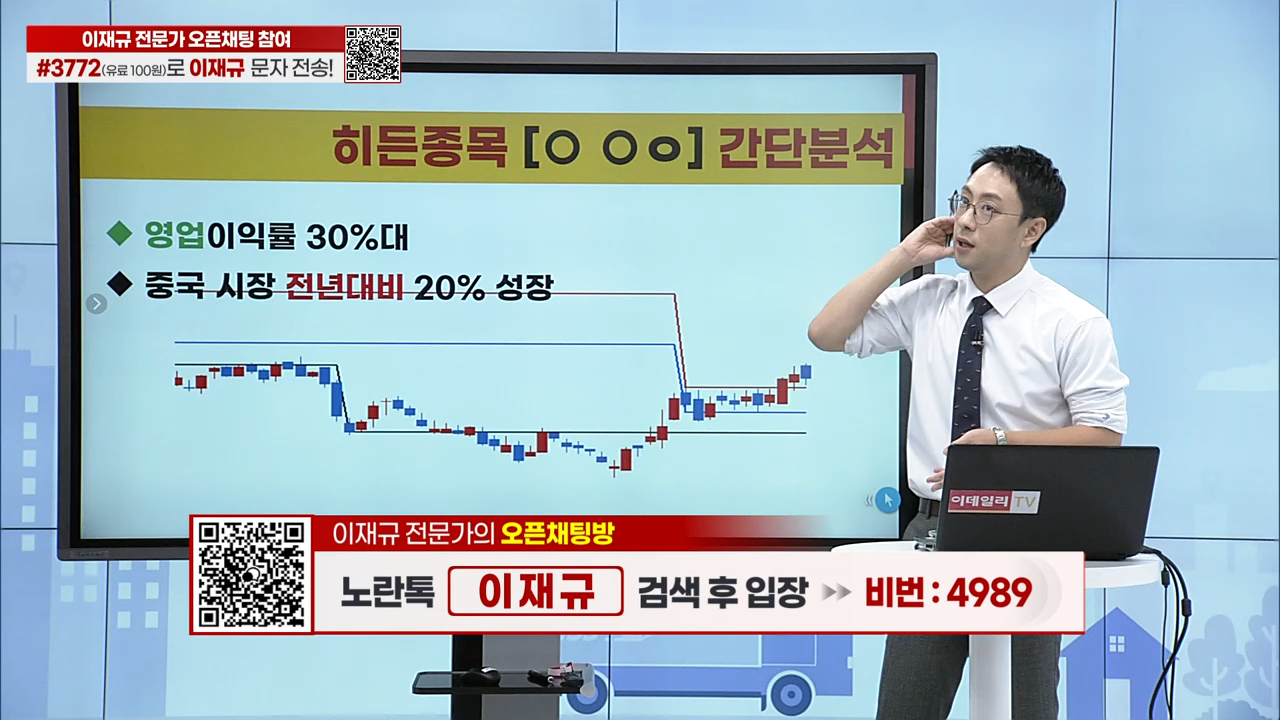 이재규 전문가 오픈채팅 참여
#3772(유료 100원)로 이재규 문자 전송!
히든종목 [ㅇ ㅇㅇ] 간단분석
◆ 영업이익률 30%대
◆ 중국 시장 전년대비 20% 성장
이데일리TV
이재규 전문가의 오픈채팅방
노란톡 이재규 검색 후 입장 비번 : 4989